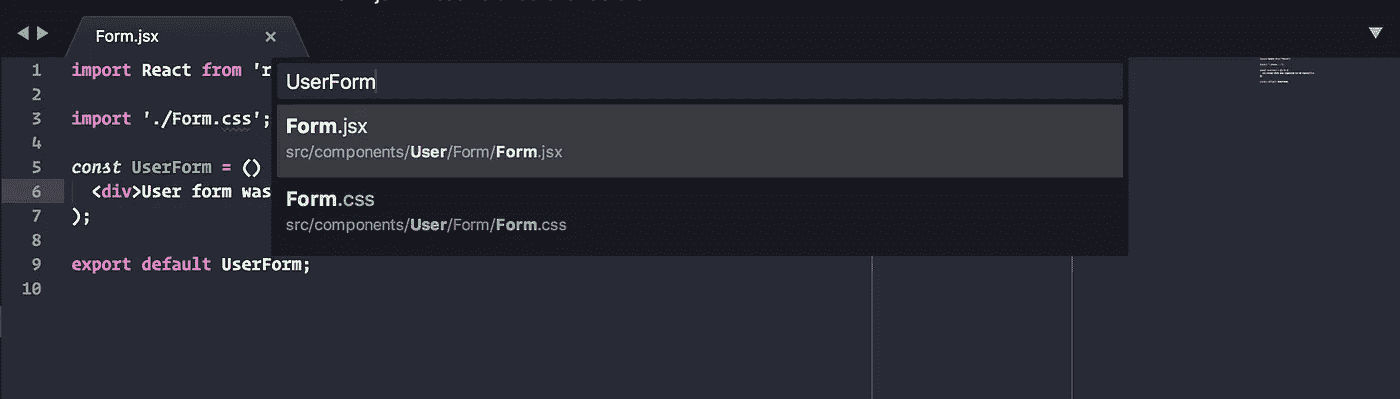 Form.jsx ×
UserForm
Form.jsx
src/components/User/Form/Form.jsx
Form.css
src/components/User/Form/Form.css
1 import React from 'r
2
3 import './Form.css';
4
5 const UserForm = ()
6 <div>User form was
7 );
8
9 export default UserForm;
10